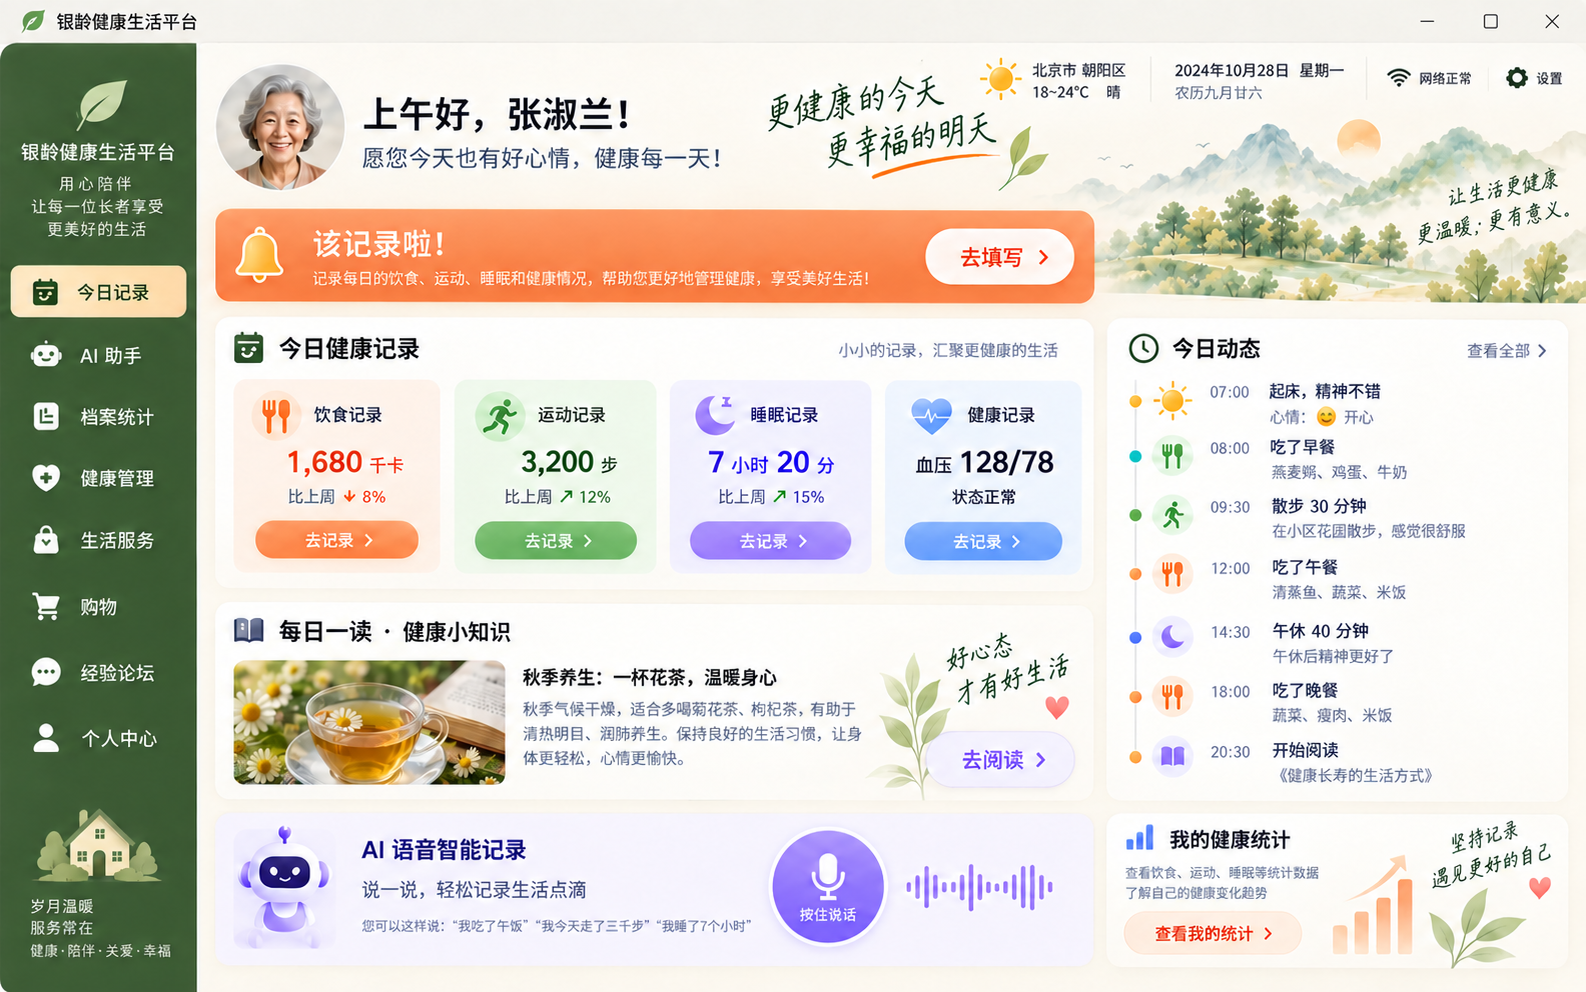 银龄健康生活平台
银龄健康生活平台
用心陪伴
让每一位长者享受
更美好的生活
今日记录
AI 助手
档案统计
健康管理
生活服务
购物
经验论坛
个人中心
岁月温暖
服务常在
健康·陪伴·关爱·幸福
上午好，张淑兰！
愿您今天也有好心情，健康每一天！
更健康的今天
更幸福的明天
北京市 朝阳区
18~24°C 晴
2024年10月28日 星期一
农历九月廿六
网络正常
设置
让生活更健康
更温暖；更有意义。
该记录啦！
记录每日的饮食、运动、睡眠和健康情况，帮助您更好地管理健康，享受美好生活！
去填写
今日健康记录
小小的记录，汇聚更健康的生活
饮食记录
1,680 千卡
比上周 ↓ 8%
去记录
运动记录
3,200 步
比上周 ↗ 12%
去记录
睡眠记录
7 小时 20 分
比上周 ↗ 15%
去记录
健康记录
血压 128/78
状态正常
去记录
每日一读 · 健康小知识
秋季养生：一杯花茶，温暖身心
秋季气候干燥，适合多喝菊花茶、枸杞茶，有助于
清热明目、润肺养生。保持良好的生活习惯，让身
体更轻松，心情更愉快。
好心态
才有好生活
去阅读
AI 语音智能记录
说一说，轻松记录生活点滴
您可以这样说：“我吃了午饭”“我今天走了三千步”“我睡了7个小时”
按住说话
今日动态
查看全部
07:00 起床，精神不错
心情：😊 开心
08:00 吃了早餐
燕麦粥、鸡蛋、牛奶
09:30 散步 30 分钟
在小区花园散步，感觉很舒服
12:00 吃了午餐
清蒸鱼、蔬菜、米饭
14:30 午休 40 分钟
午休后精神更好了
18:00 吃了晚餐
蔬菜、瘦肉、米饭
20:30 开始阅读
《健康长寿的生活方式》
我的健康统计
查看饮食、运动、睡眠等统计数据
了解自己的健康变化趋势
查看我的统计
坚持记录
遇见更好的自己